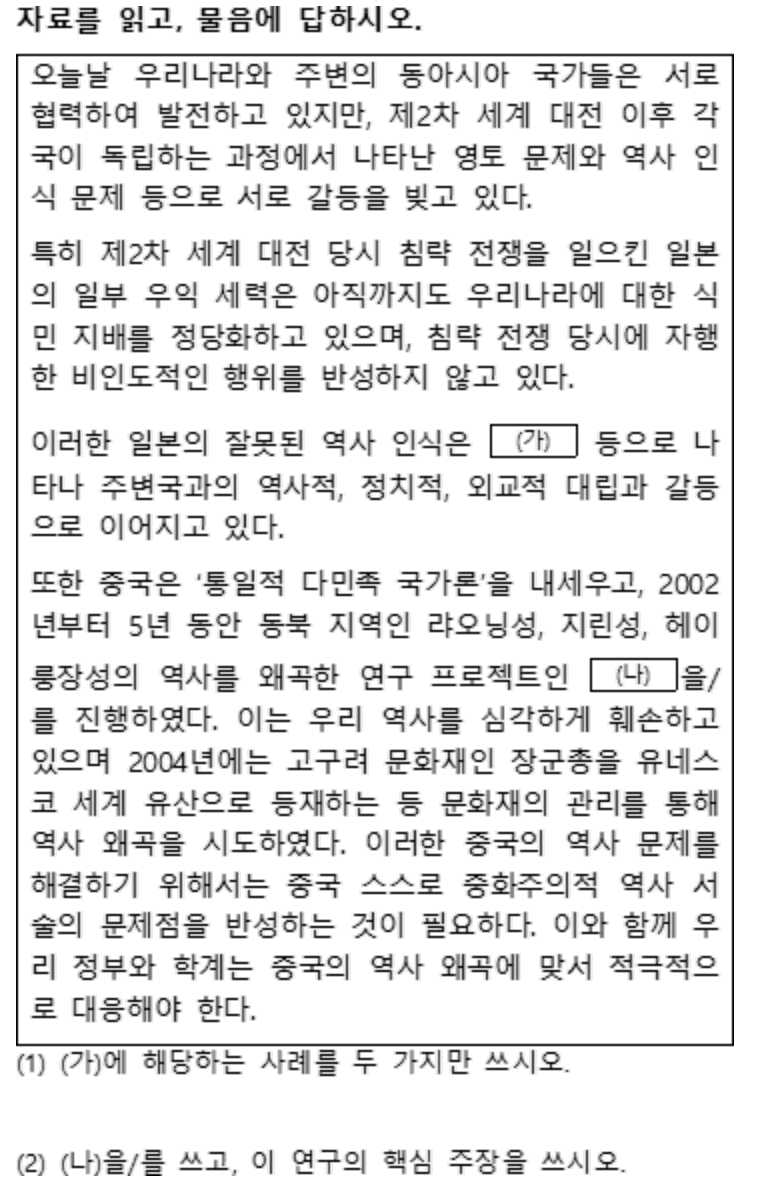 자료를 읽고, 물음에 답하시오.
오늘날 우리나라와 주변의 동아시아 국가들은 서로
협력하여 발전하고 있지만, 제2차 세계 대전 이후 각
국이 독립하는 과정에서 나타난 영토 문제와 역사 인
식 문제 등으로 서로 갈등을 빚고 있다.
특히 제2차 세계 대전 당시 침략 전쟁을 일으킨 일본
의 일부 우익 세력은 아직까지도 우리나라에 대한 식
민 지배를 정당화하고 있으며, 침략 전쟁 당시에 자행
한 비인도적인 행위를 반성하지 않고 있다.
이러한 일본의 잘못된 역사 인식은 (가) 등으로 나
타나 주변국과의 역사적, 정치적, 외교적 대립과 갈등
으로 이어지고 있다.
또한 중국은 '통일적 다민족 국가론'을 내세우고, 2002
년부터 5년 동안 동북 지역인 랴오닝성, 지린성, 헤이
룽장성의 역사를 왜곡한 연구 프로젝트인 (나) 을/
를 진행하였다. 이는 우리 역사를 심각하게 훼손하고
있으며 2004년에는 고구려 문화재인 장군총을 유네스
코 세계 유산으로 등재하는 등 문화재의 관리를 통해
역사 왜곡을 시도하였다. 이러한 중국의 역사 문제를
해결하기 위해서는 중국 스스로 중화주의적 역사 서
술의 문제점을 반성하는 것이 필요하다. 이와 함께 우
리 정부와 학계는 중국의 역사 왜곡에 맞서 적극적으
로 대응해야 한다.
(1) (가)에 해당하는 사례를 두 가지만 쓰시오.
(2) (나)을/를 쓰고, 이 연구의 핵심 주장을 쓰시오.